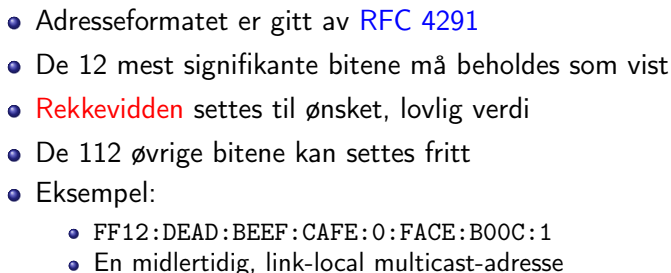 Adresseformatet er gitt av RFC 4291
De 12 mest signifikante bitene må beholdes som vist
Rekkevidden settes til ønsket, lovlig verdi
De 112 øvrige bitene kan settes fritt
Eksempel:
FF12:DEAD:BEEF:CAFE:0:FACE:B00C:1
En midlertidig, link-local multicast-adresse